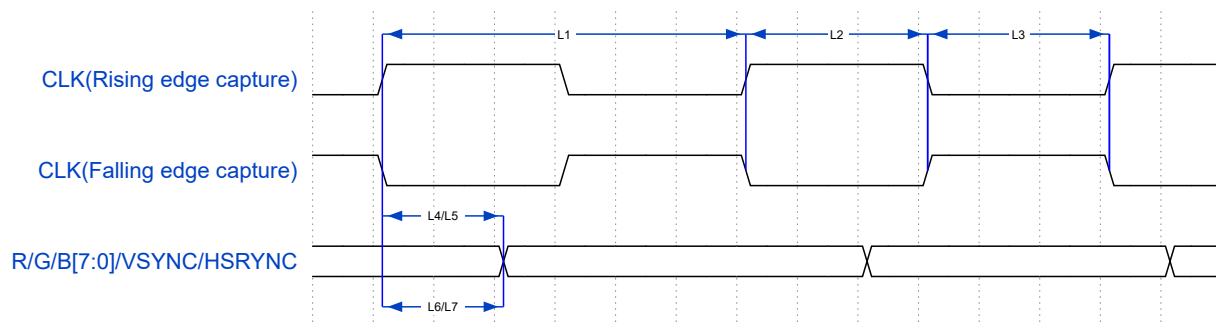 L1
L2
L3
CLK(Rising edge capture)
CLK(Falling edge capture)
L4/L5
R/G/B[7:0]/VSYNC/HSRYNC
L6/L7